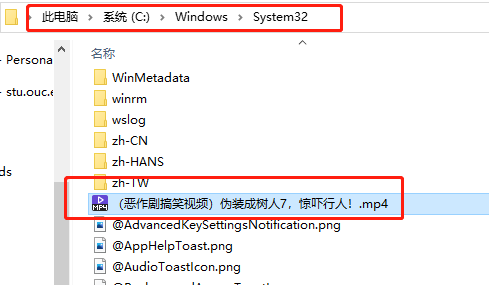 此电脑 > 系统 (C:) > Windows > System32
名称
- Persona
- stu.ouc.e
ds
WinMetadata
winrm
wslog
zh-CN
zh-HANS
zh-TW
MP4 （恶作剧搞笑视频）伪装成树人7，惊吓行人！.mp4
@AdvancedKeySettingsNotification.png
@AppHelpToast.png
@AudioToastIcon.png